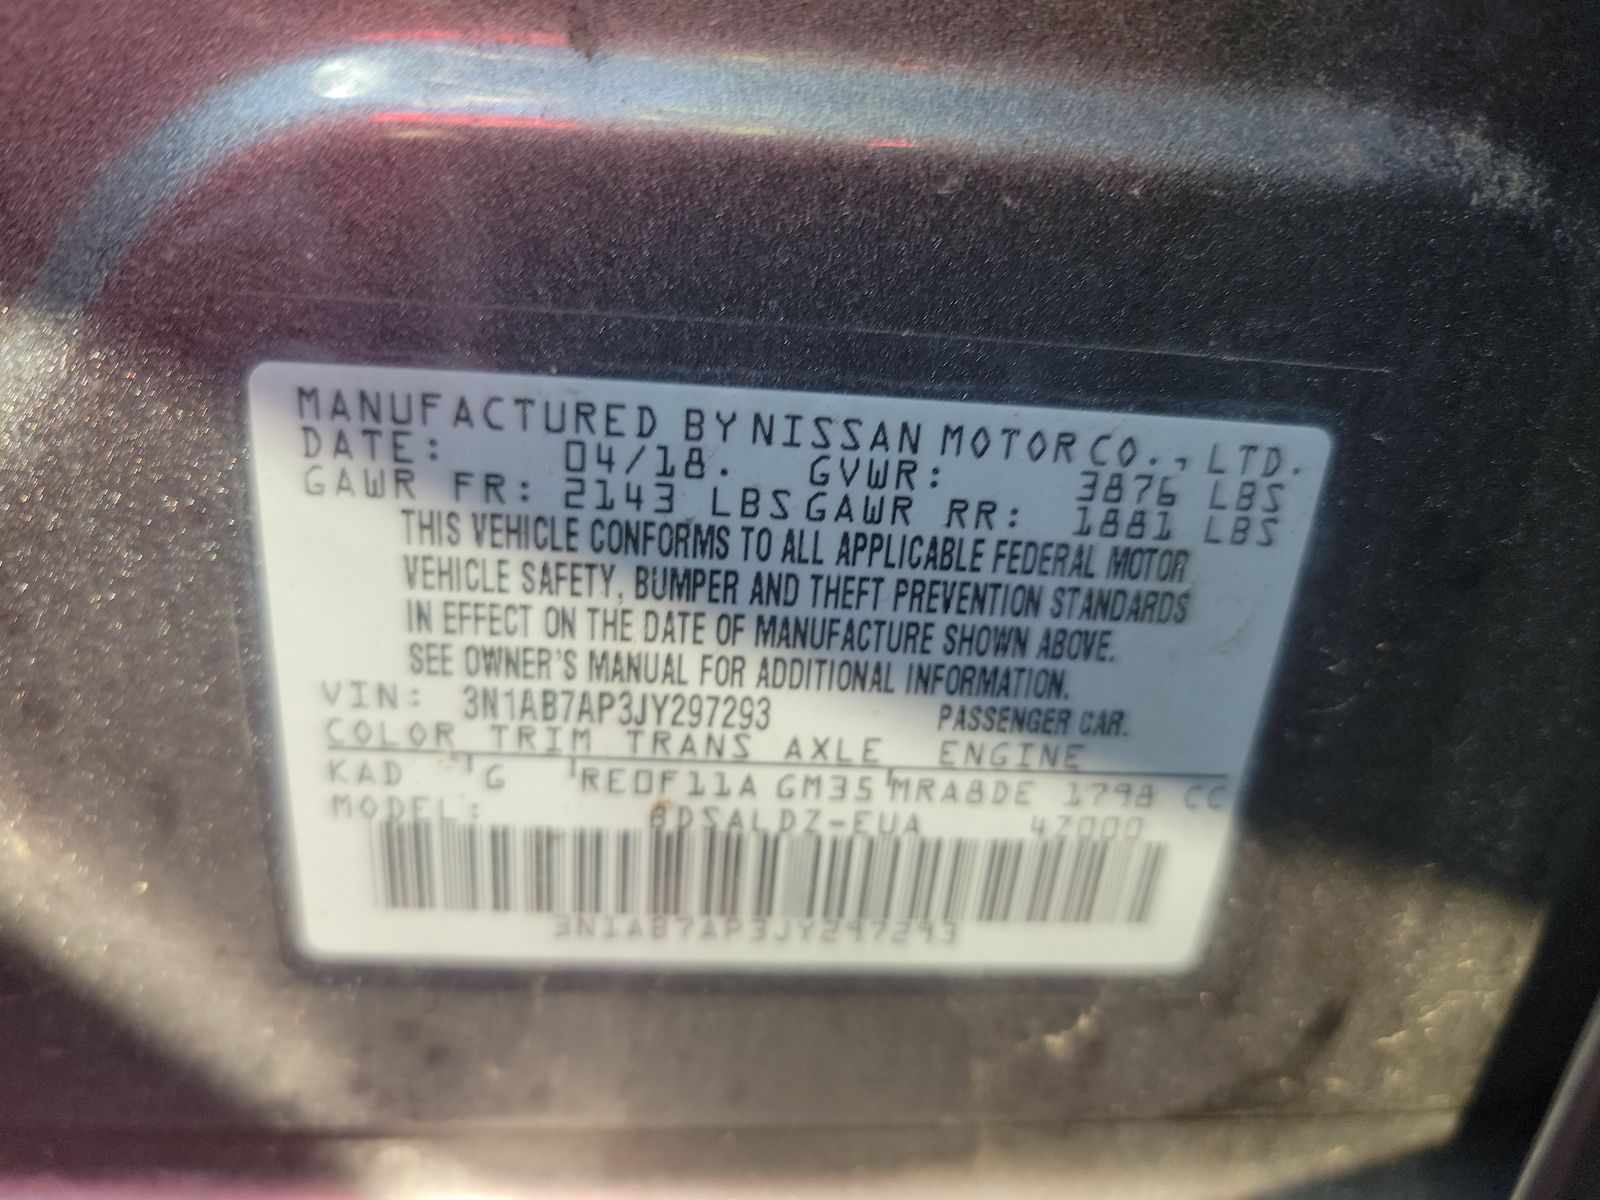 MANUFACTURED BY NISSAN MOTOR CO., LTD.
DATE: 04/18. GVWR: 3876 LBS
GAWR FR: 2143 LBS GAWR RR: 1881 LBS
THIS VEHICLE CONFORMS TO ALL APPLICABLE FEDERAL MOTOR
VEHICLE SAFETY, BUMPER AND THEFT PREVENTION STANDARDS
IN EFFECT ON THE DATE OF MANUFACTURE SHOWN ABOVE.
SEE OWNER'S MANUAL FOR ADDITIONAL INFORMATION.
VIN: 3N1AB7AP3JY297293 PASSENGER CAR.
COLOR TRIM TRANS AXLE ENGINE
KAD G RE0F11A GM35 MRA8DE 1798 CC
MODEL: BDSALDZ-EUA 47000
3N1AB7AP3JY297293